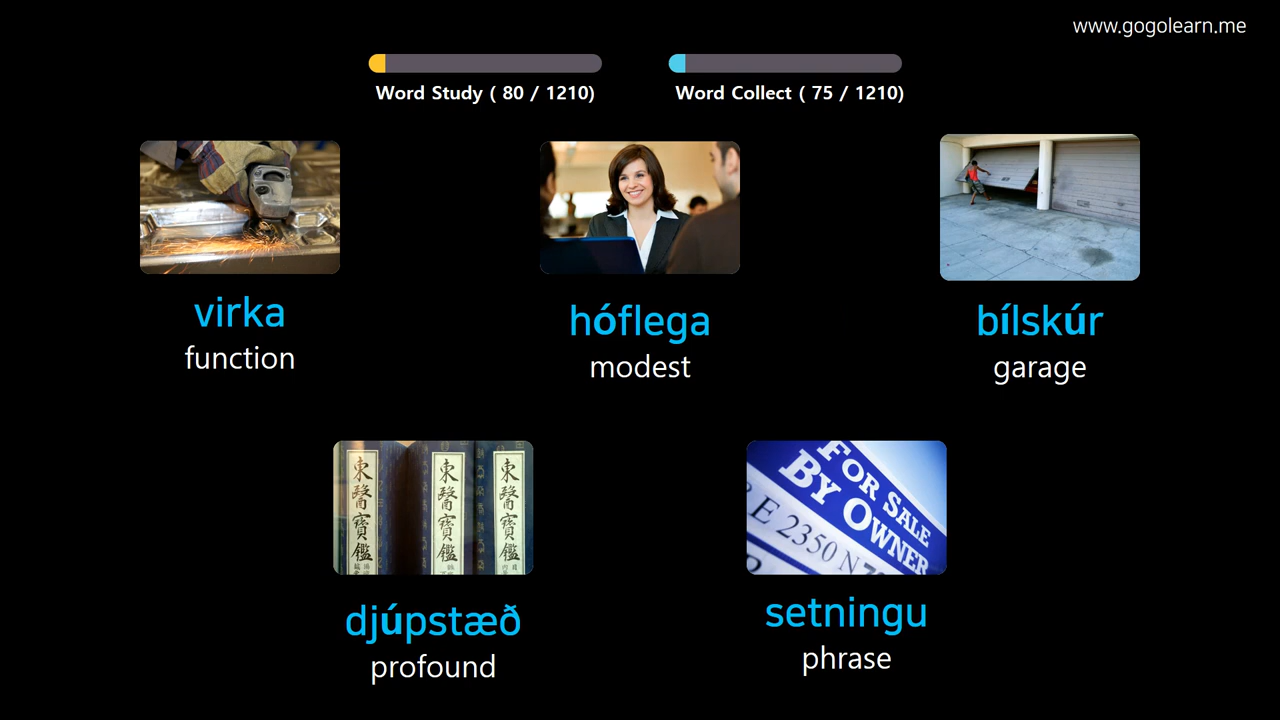 www.gogolearn.me
Word Study ( 80 / 1210)
Word Collect ( 75 / 1210)
virka
function
hóflega
modest
bílskúr
garage
東醫寶鑑
東醫寶鑑
東醫寶鑑
FOR SALE
BY OWNER
E 2350 N
djúpstæð
profound
setningu
phrase